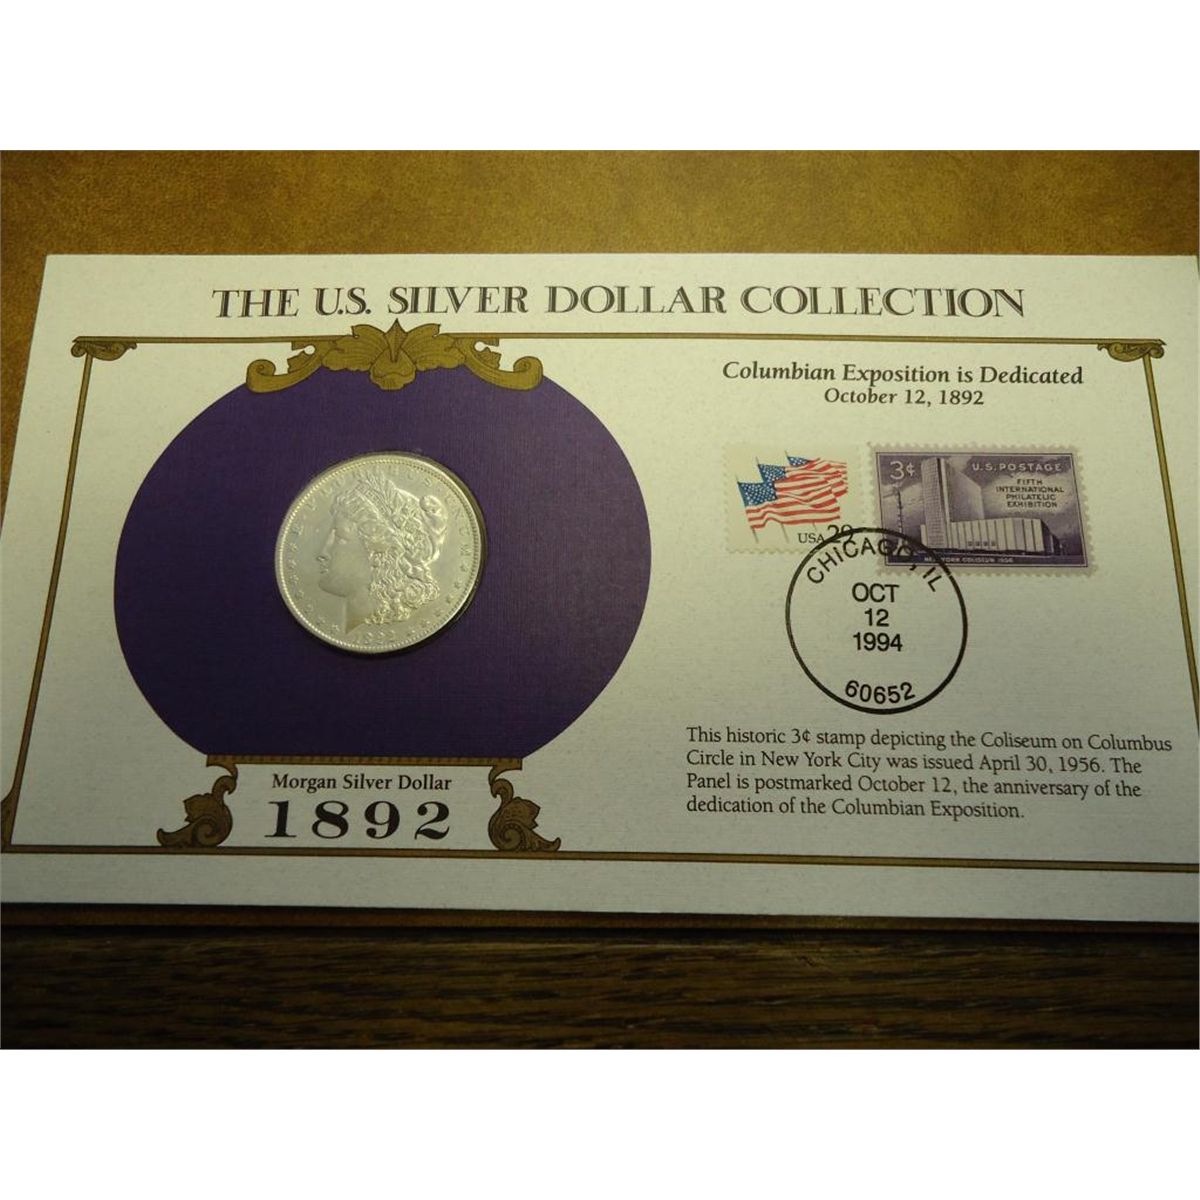 THE U.S. SILVER DOLLAR COLLECTION
Columbian Exposition is Dedicated
October 12, 1892
USA 29
3¢
U.S. POSTAGE
FIFTH
INTERNATIONAL
PHILATELIC
EXHIBITION
NEW YORK COLISEUM 1956
CHICAGO, IL
OCT
12
1994
60652
This historic 3¢ stamp depicting the Coliseum on Columbus
Circle in New York City was issued April 30, 1956. The
Panel is postmarked October 12, the anniversary of the
dedication of the Columbian Exposition.
1892
Morgan Silver Dollar
1892